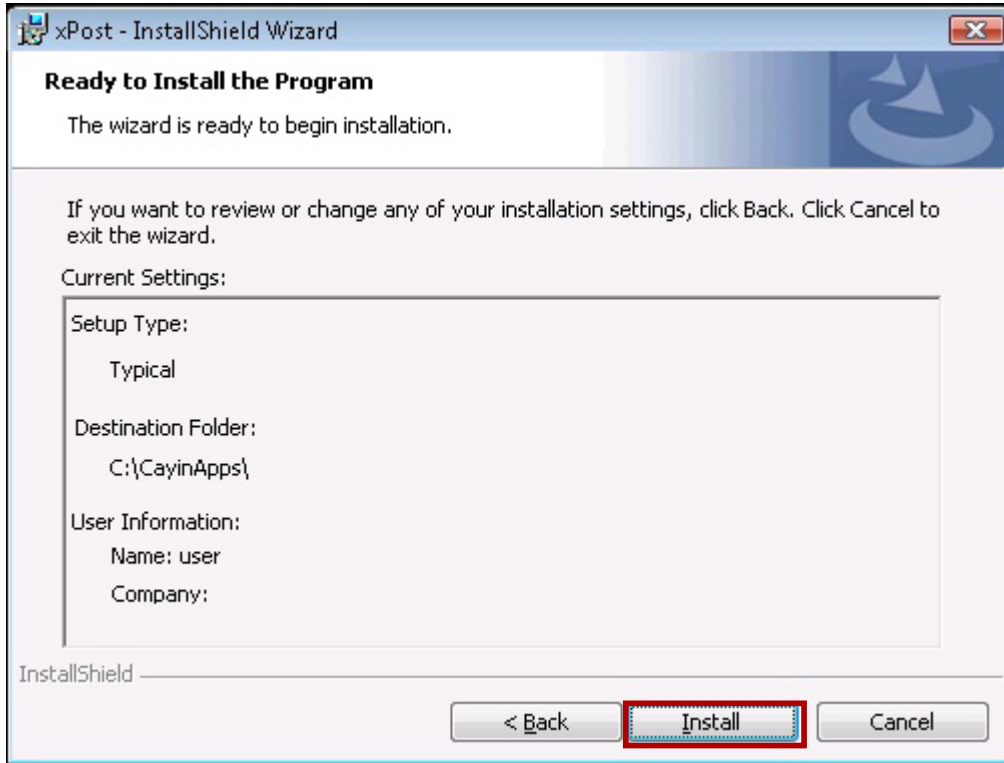 xPost - InstallShield Wizard
Ready to Install the Program
The wizard is ready to begin installation.
If you want to review or change any of your installation settings, click Back. Click Cancel to
exit the wizard.
Current Settings:
Setup Type:
Typical
Destination Folder:
C:\CayinApps\
User Information:
Name: user
Company:
InstallShield
< Back
Install
Cancel